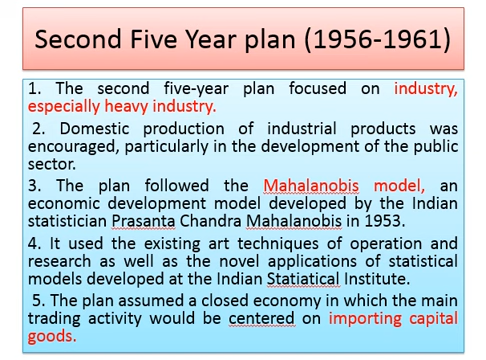 Second Five Year plan (1956-1961)
1. The second five-year plan focused on industry,
especially heavy industry.
2. Domestic production of industrial products was
encouraged, particularly in the development of the public
sector.
3. The plan followed the Mahalanobis model, an
economic development model developed by the Indian
statistician Prasanta Chandra Mahalanobis in 1953.
4. It used the existing art techniques of operation and
research as well as the novel applications of statistical
models developed at the Indian Statiatical Institute.
5. The plan assumed a closed economy in which the main
trading activity would be centered on importing capital
goods.